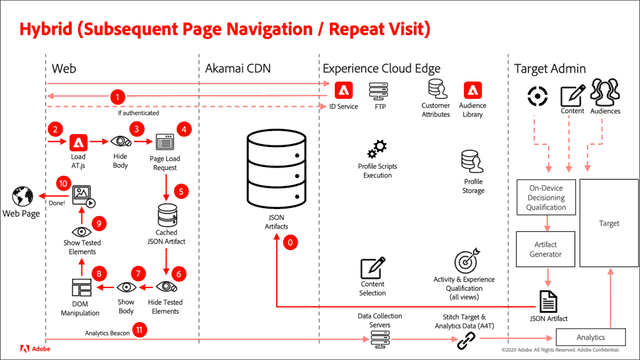 Hybrid (Subsequent Page Navigation / Repeat Visit)
Web
Akamai CDN
Experience Cloud Edge
Target Admin
1
If authenticated
ID Service
FTP
Customer
Attributes
Audience
Library
Content
Audiences
2
3
4
Load
AT.js
Hide
Body
Page Load
Request
Profile Scripts
Execution
Profile
Storage
10
5
Web Page
Done!
On-Device
Decisioning
Qualification
Target
9
Cached
JSON Artifact
JSON
Artifacts
0
Show Tested
Elements
Artifact
Generator
8
7
6
DOM
Manipulation
Show
Body
Hide Tested
Elements
Content
Selection
Activity & Experience
Qualification
(all views)
JSON Artifact
Analytics Beacon
11
Data Collection
Servers
Stitch Target &
Analytics Data (A4T)
Analytics
Adobe
©2020 Adobe. All Rights Reserved. Adobe Confidential.